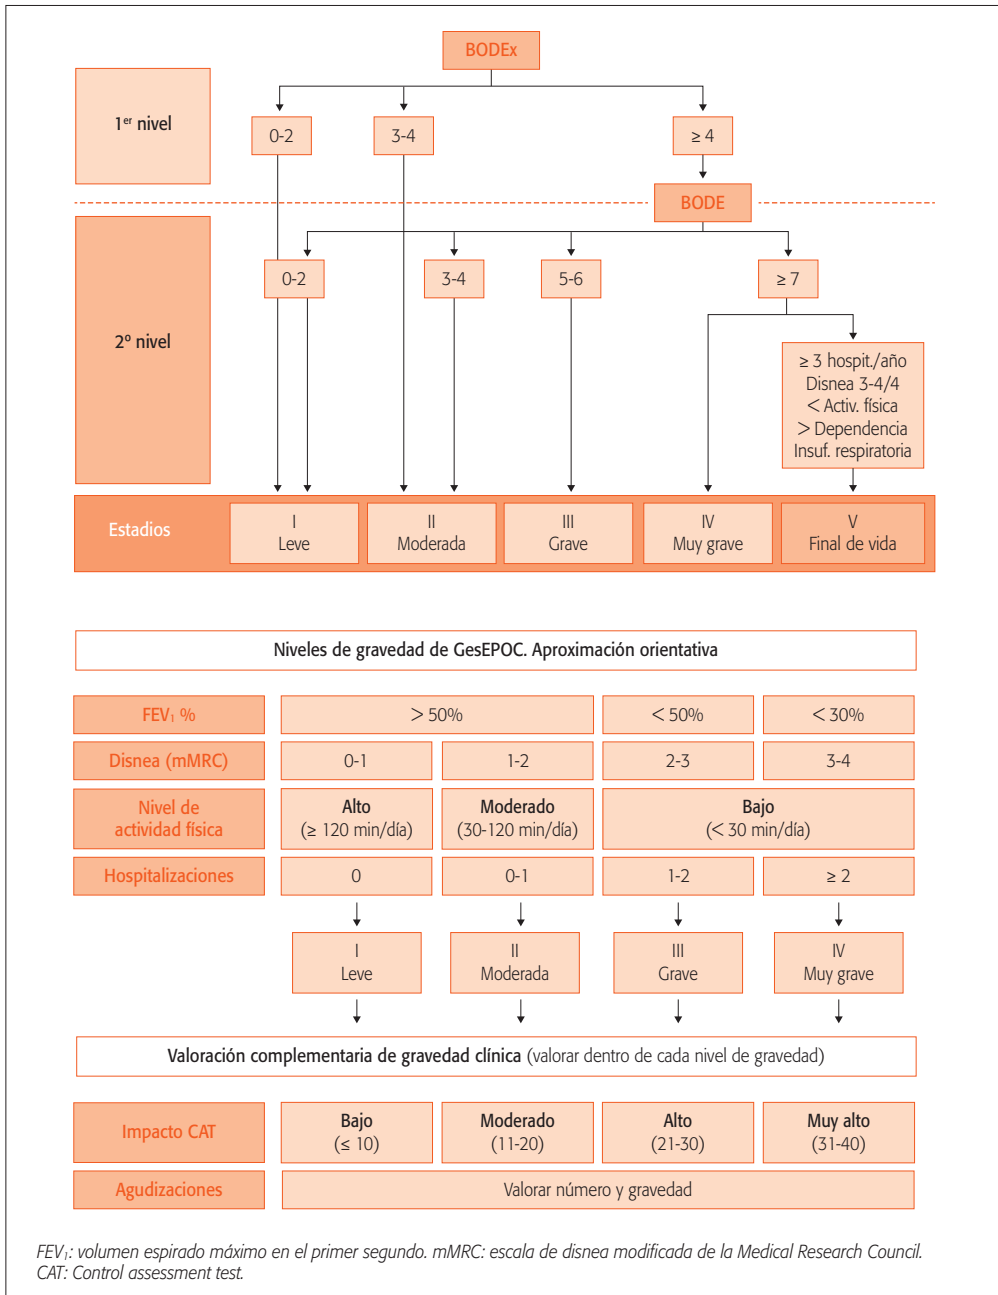 BODEx
1er nivel
0-2
3-4
≥ 4
BODE
2º nivel
0-2
3-4
5-6
≥ 7
≥ 3 hospit./año
Disnea 3-4/4
< Activ. física
> Dependencia
Insuf. respiratoria
Estadios
I
Leve
II
Moderada
III
Grave
IV
Muy grave
V
Final de vida
Niveles de gravedad de GesEPOC. Aproximación orientativa
FEV1 %
> 50%
< 50%
< 30%
Disnea (mMRC)
0-1
1-2
2-3
3-4
Nivel de
actividad física
Alto
(≥ 120 min/día)
Moderado
(30-120 min/día)
Bajo
(< 30 min/día)
Hospitalizaciones
0
0-1
1-2
≥ 2
I
Leve
II
Moderada
III
Grave
IV
Muy grave
Valoración complementaria de gravedad clínica (valorar dentro de cada nivel de gravedad)
Impacto CAT
Bajo
(≤ 10)
Moderado
(11-20)
Alto
(21-30)
Muy alto
(31-40)
Agudizaciones
Valorar número y gravedad
FEV1: volumen espirado máximo en el primer segundo. mMRC: escala de disnea modificada de la Medical Research Council.
CAT: Control assessment test.